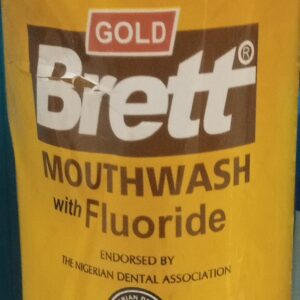 GOLD
Brett®
MOUTHWASH
with Fluoride
ENDORSED BY
THE NIGERIAN DENTAL ASSOCIATION